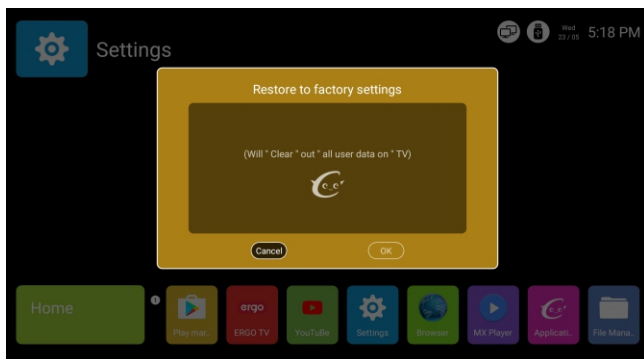 Settings
Wed
23 / 05
5:18 PM
Restore to factory settings
(Will " Clear " out " all user data on " TV)
Cancel
OK
Home
1
Play mar..
ergo
ERGO TV
YouTuBe
Settings
Browser
MX Player
Applicati..
File Mana..